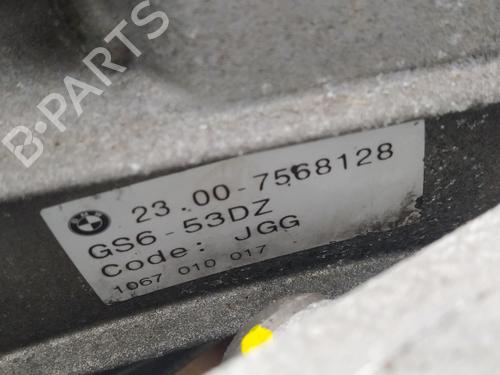 B-PARTS
23.00-7568128
GS6-53DZ
Code: JGG
1067 010 017